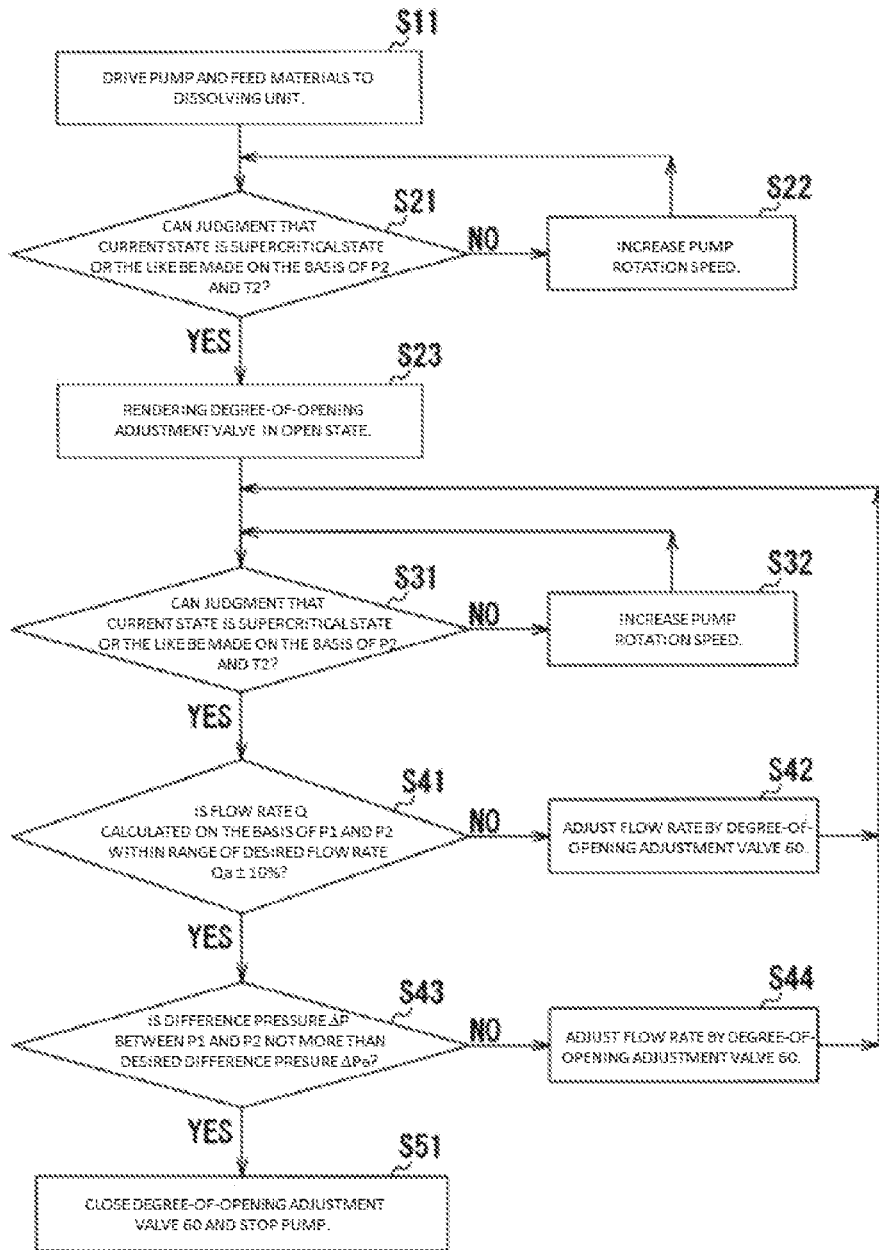 S11
DRIVE PUMP AND FEED MATERIALS TO
DISSOLVING UNIT.
S21
CAN JUDGMENT THAT
CURRENT STATE IS SUPERCRITICAL STATE
OR THE LIKE BE MADE ON THE BASIS OF P2
AND T2?
NO
S22
INCREASE PUMP
ROTATION SPEED.
YES
S23
RENDERING DEGREE-OF-OPENING
ADJUSTMENT VALVE IN OPEN STATE.
S31
CAN JUDGMENT THAT
CURRENT STATE IS SUPERCRITICAL STATE
OR THE LIKE BE MADE ON THE BASIS OF P2
AND T2?
NO
S32
INCREASE PUMP
ROTATION SPEED.
YES
S41
IS FLOW RATE Q
CALCULATED ON THE BASIS OF P1 AND P2
WITHIN RANGE OF DESIRED FLOW RATE
Qa ± 10%?
NO
S42
ADJUST FLOW RATE BY DEGREE-OF-
OPENING ADJUSTMENT VALVE 60.
YES
S43
IS DIFFERENCE PRESSURE ΔP
BETWEEN P1 AND P2 NOT MORE THAN
DESIRED DIFFERENCE PRESURE ΔPa?
NO
S44
ADJUST FLOW RATE BY DEGREE-OF-
OPENING ADJUSTMENT VALVE 60.
YES
S51
CLOSE DEGREE-OF-OPENING ADJUSTMENT
VALVE 60 AND STOP PUMP.